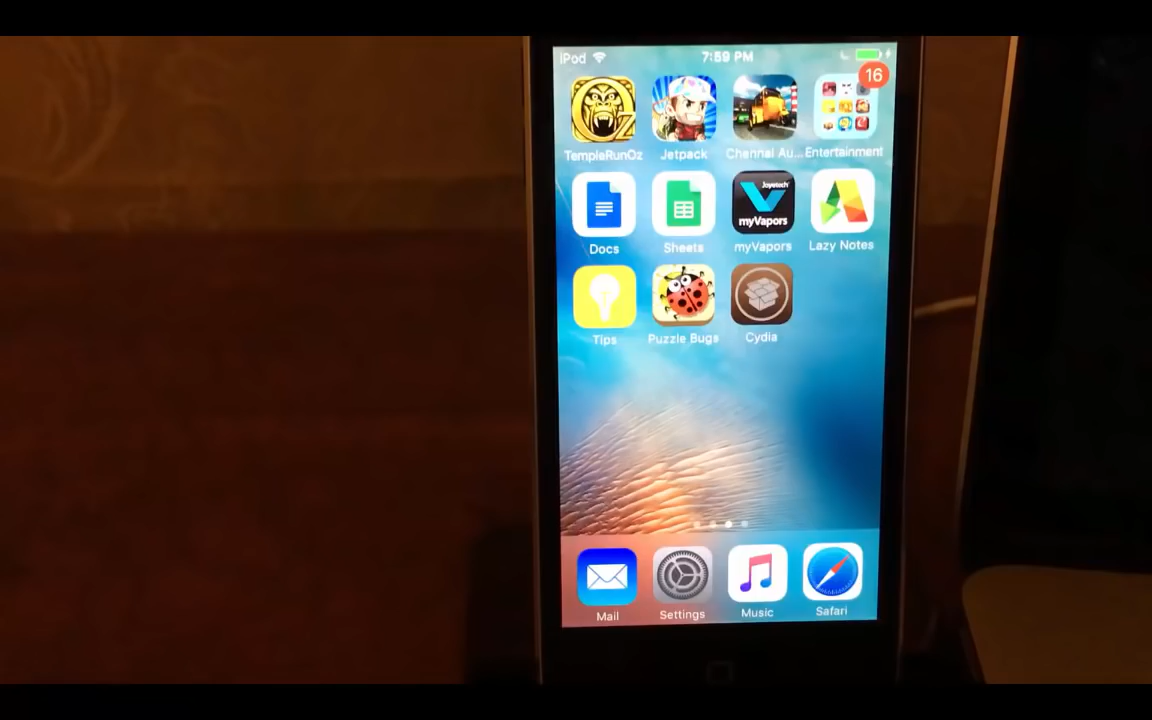 iPod 7:59 PM
16
TempleRunOz Jetpack Chennai Au... Entertainment
Joyetech
myVapors
Docs Sheets myVapors Lazy Notes
Tips Puzzle Bugs Cydia
Mail Settings Music Safari